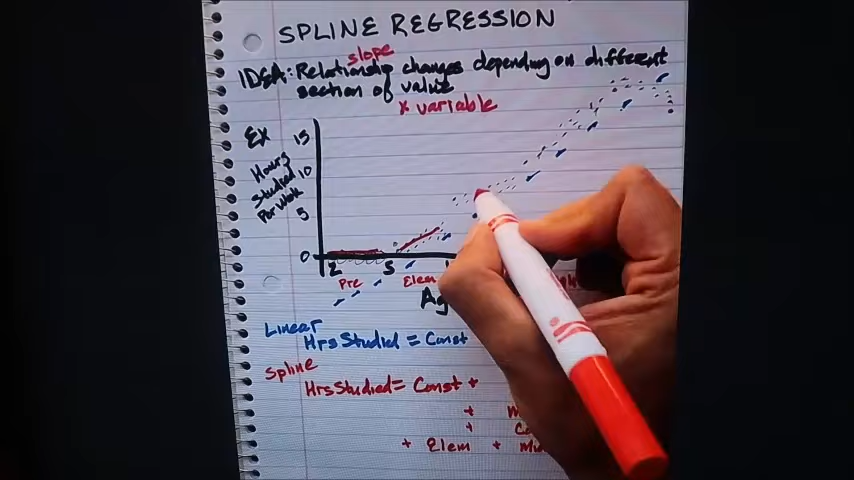 SPLINE REGRESSION
slope
IDEA: Relationship changes depending on different
section of value
x variable
EX
15
Hours
Studied
Per Week
10
5
0
2 5
Pre Elem
Linear
Hrs Studied = Const
Spline
Hrs Studied = Const +
+
+
+ Elem +